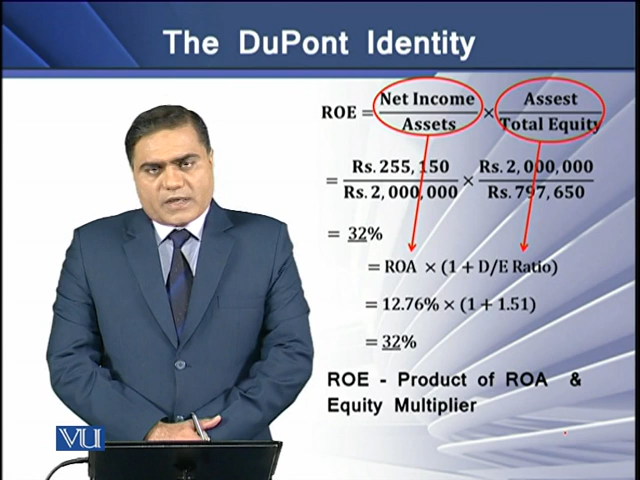 The DuPont Identity
ROE = Net Income / Assets × Assest / Total Equity
= Rs. 255, 150 / Rs. 2, 000, 000 × Rs. 2, 000, 000 / Rs. 797, 650
= 32%
= ROA × (1 + D/E Ratio)
= 12.76% × (1 + 1.51)
= 32%
ROE - Product of ROA &
Equity Multiplier
VU